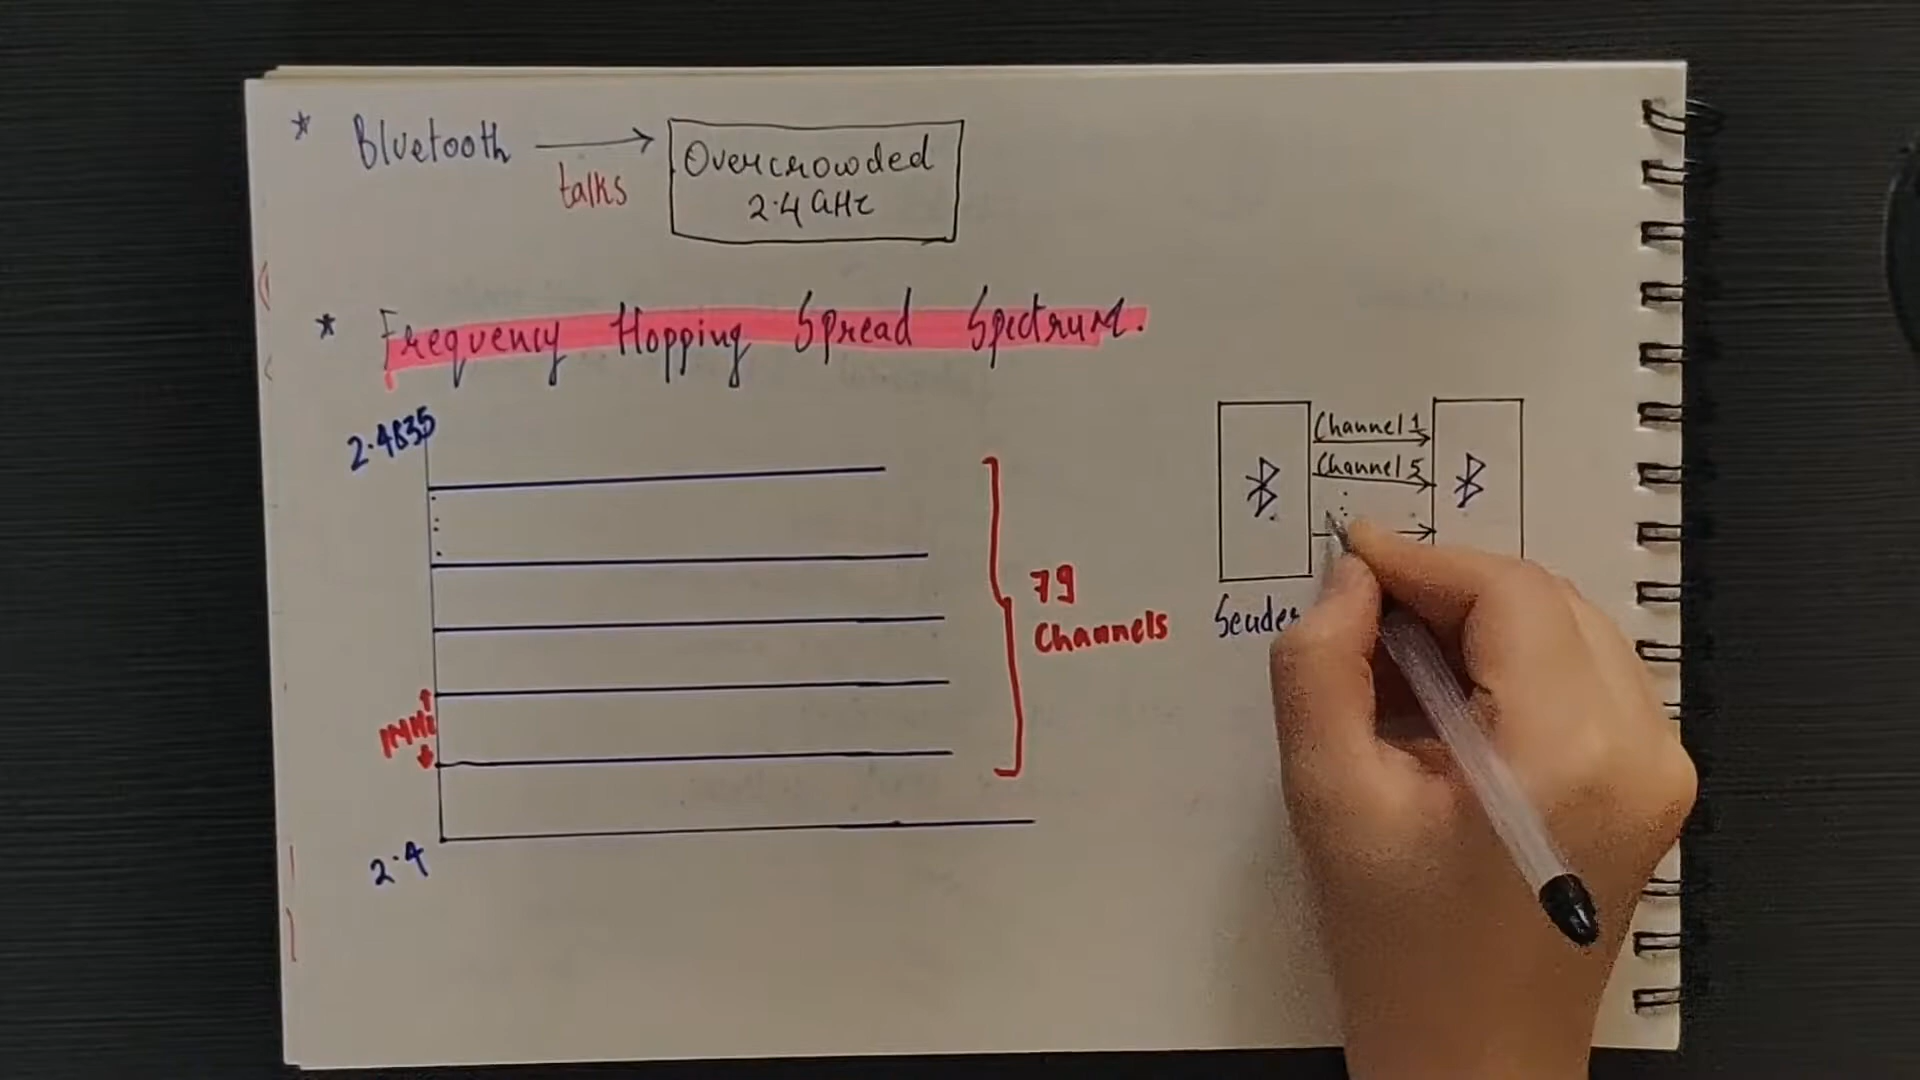 * Bluetooth
talks
Overcrowded
2.4 GHz
* Frequency Hopping Spread Spectrum.
2.4835
1MHz
2.4
79
Channels
Channel 1
Channel 5
Sender